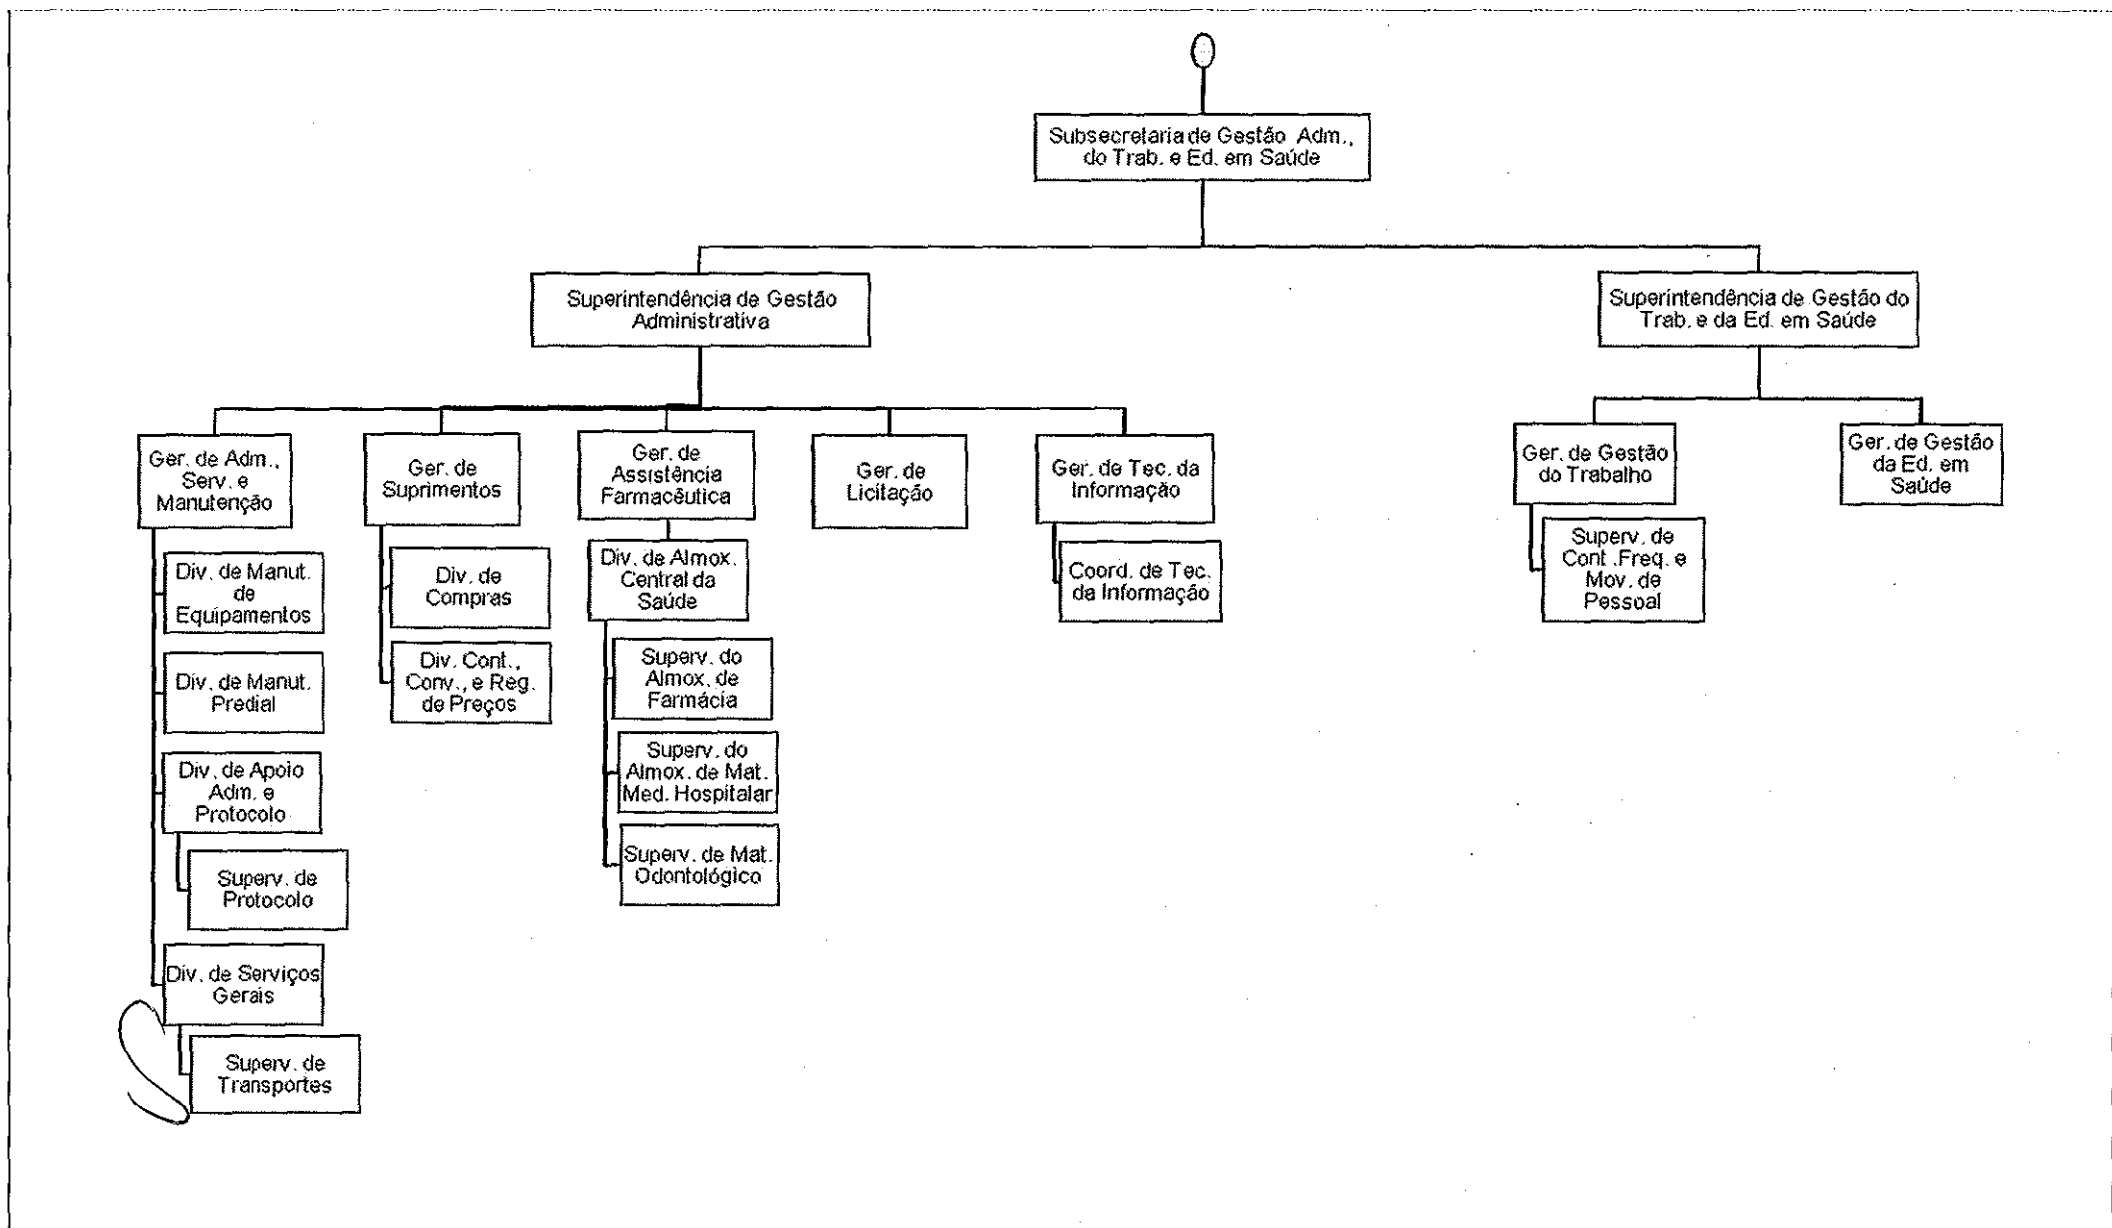 Subsecretaria de Gestão Adm.,
do Trab. e Ed. em Saúde
Superintendência de Gestão
Administrativa
Superintendência de Gestão do
Trab. e da Ed. em Saúde
Ger. de Adm.,
Serv. e
Manutenção
Ger. de
Suprimentos
Ger. de
Assistência
Farmacêutica
Ger. de
Licitação
Ger. de Tec. da
Informação
Ger. de Gestão
do Trabalho
Ger. de Gestão
da Ed. em
Saúde
Div. de Manut.
de
Equipamentos
Div. de Manut.
Predial
Div. de Apoio
Adm. e
Protocolo
Superv. de
Protocolo
Div. de Serviços
Gerais
Superv. de
Transportes
Div. de
Compras
Div. Cont.,
Conv., e Reg.
de Preços
Div. de Almox.
Central da
Saúde
Superv. do
Almox. de
Farmácia
Superv. do
Almox. de Mat.
Med. Hospitalar
Superv. de Mat.
Odontológico
Coord. de Tec.
da Informação
Superv. de
Cont .Freq. e
Mov. de
Pessoal